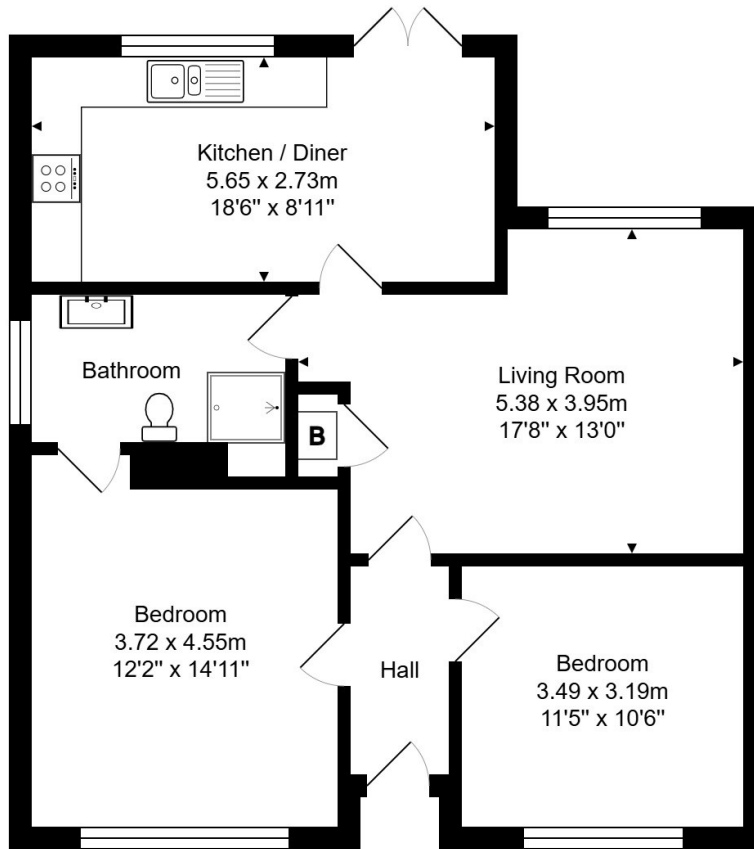 Kitchen / Diner
5.65 x 2.73m
18'6" x 8'11"
Bathroom
Living Room
5.38 x 3.95m
17'8" x 13'0"
B
Bedroom
3.72 x 4.55m
12'2" x 14'11"
Hall
Bedroom
3.49 x 3.19m
11'5" x 10'6"